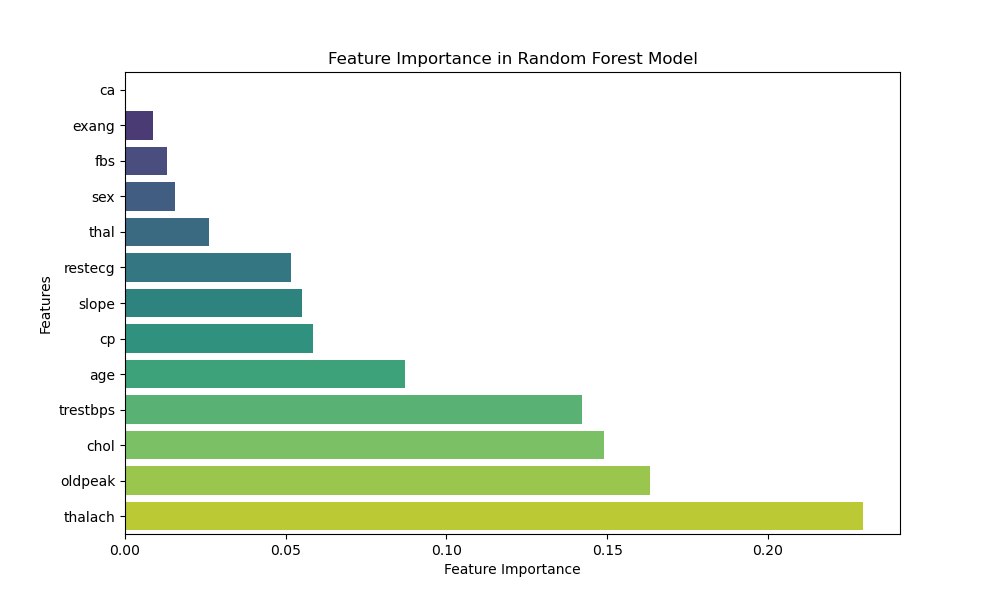 Feature Importance in Random Forest Model
ca
exang
fbs
sex
thal
restecg
slope
cp
age
trestbps
chol
oldpeak
thalach
Features
0.00 0.05 0.10 0.15 0.20
Feature Importance